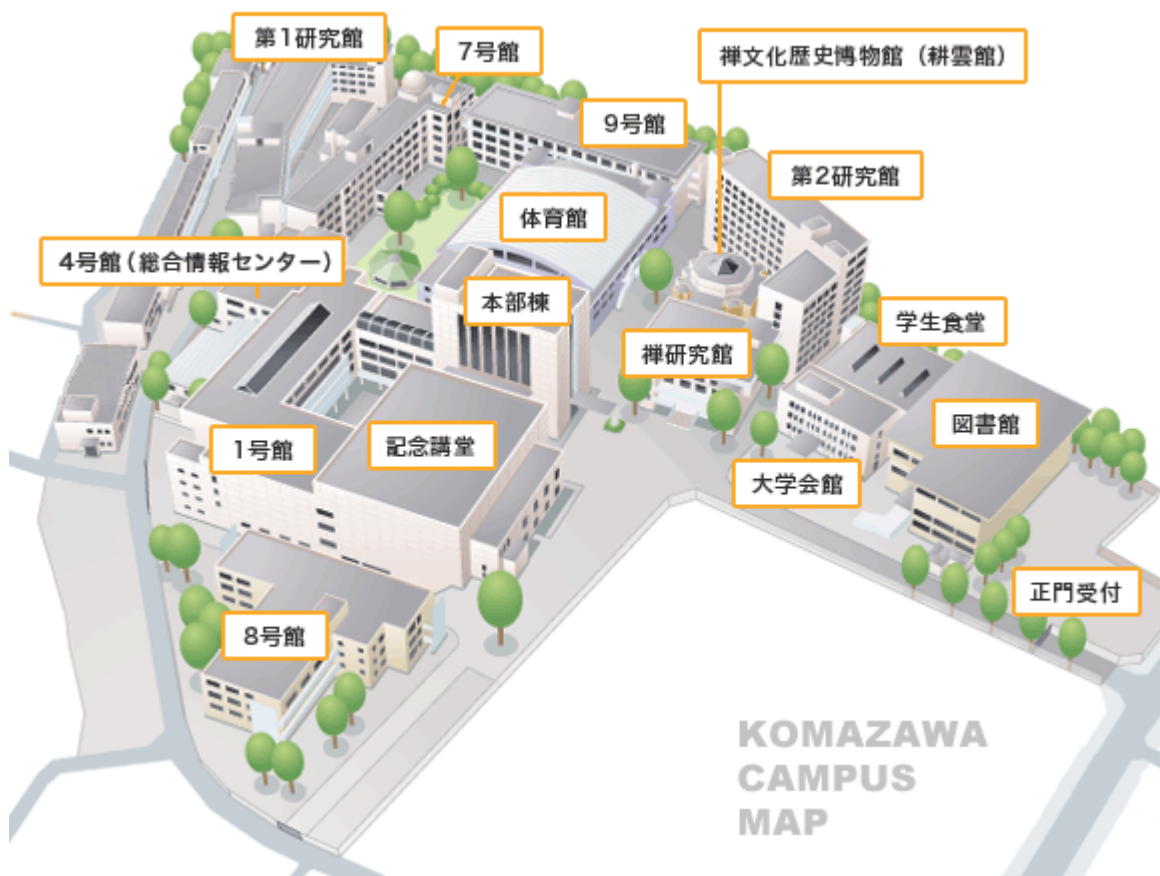 第1研究館
7号館
禅文化歴史博物館（耕雲館）
9号館
第2研究館
体育館
4号館（総合情報センター）
本部棟
学生食堂
禅研究館
図書館
1号館
記念講堂
大学会館
正門受付
8号館
KOMAZAWA
CAMPUS
MAP